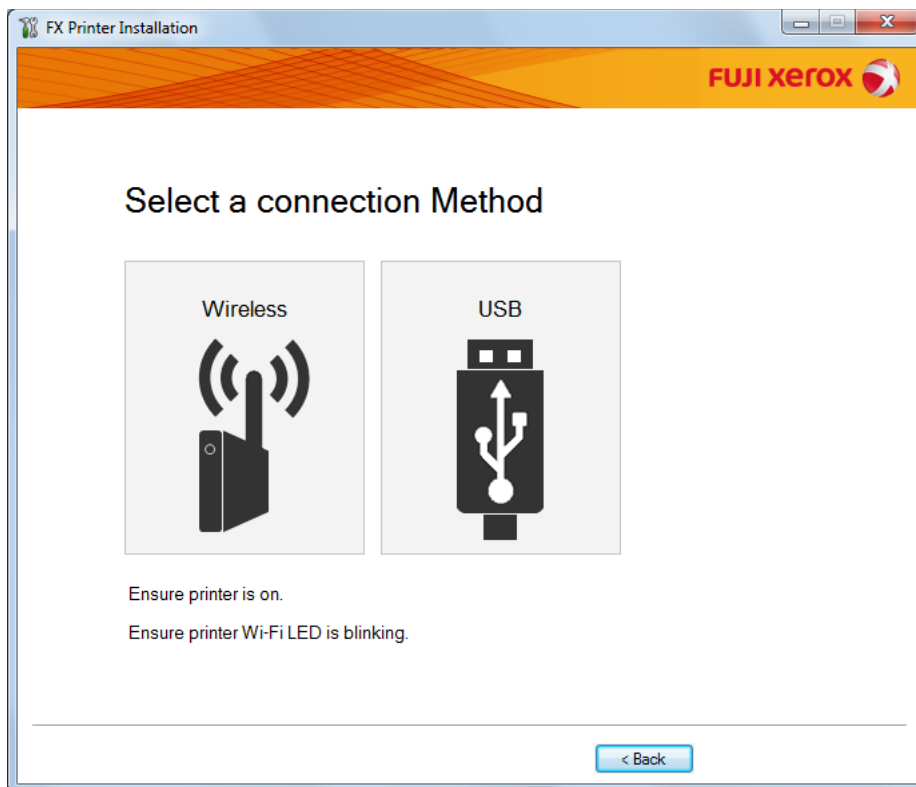 FX Printer Installation
FUJI xerox
Select a connection Method
Wireless
USB
Ensure printer is on.
Ensure printer Wi-Fi LED is blinking.
< Back